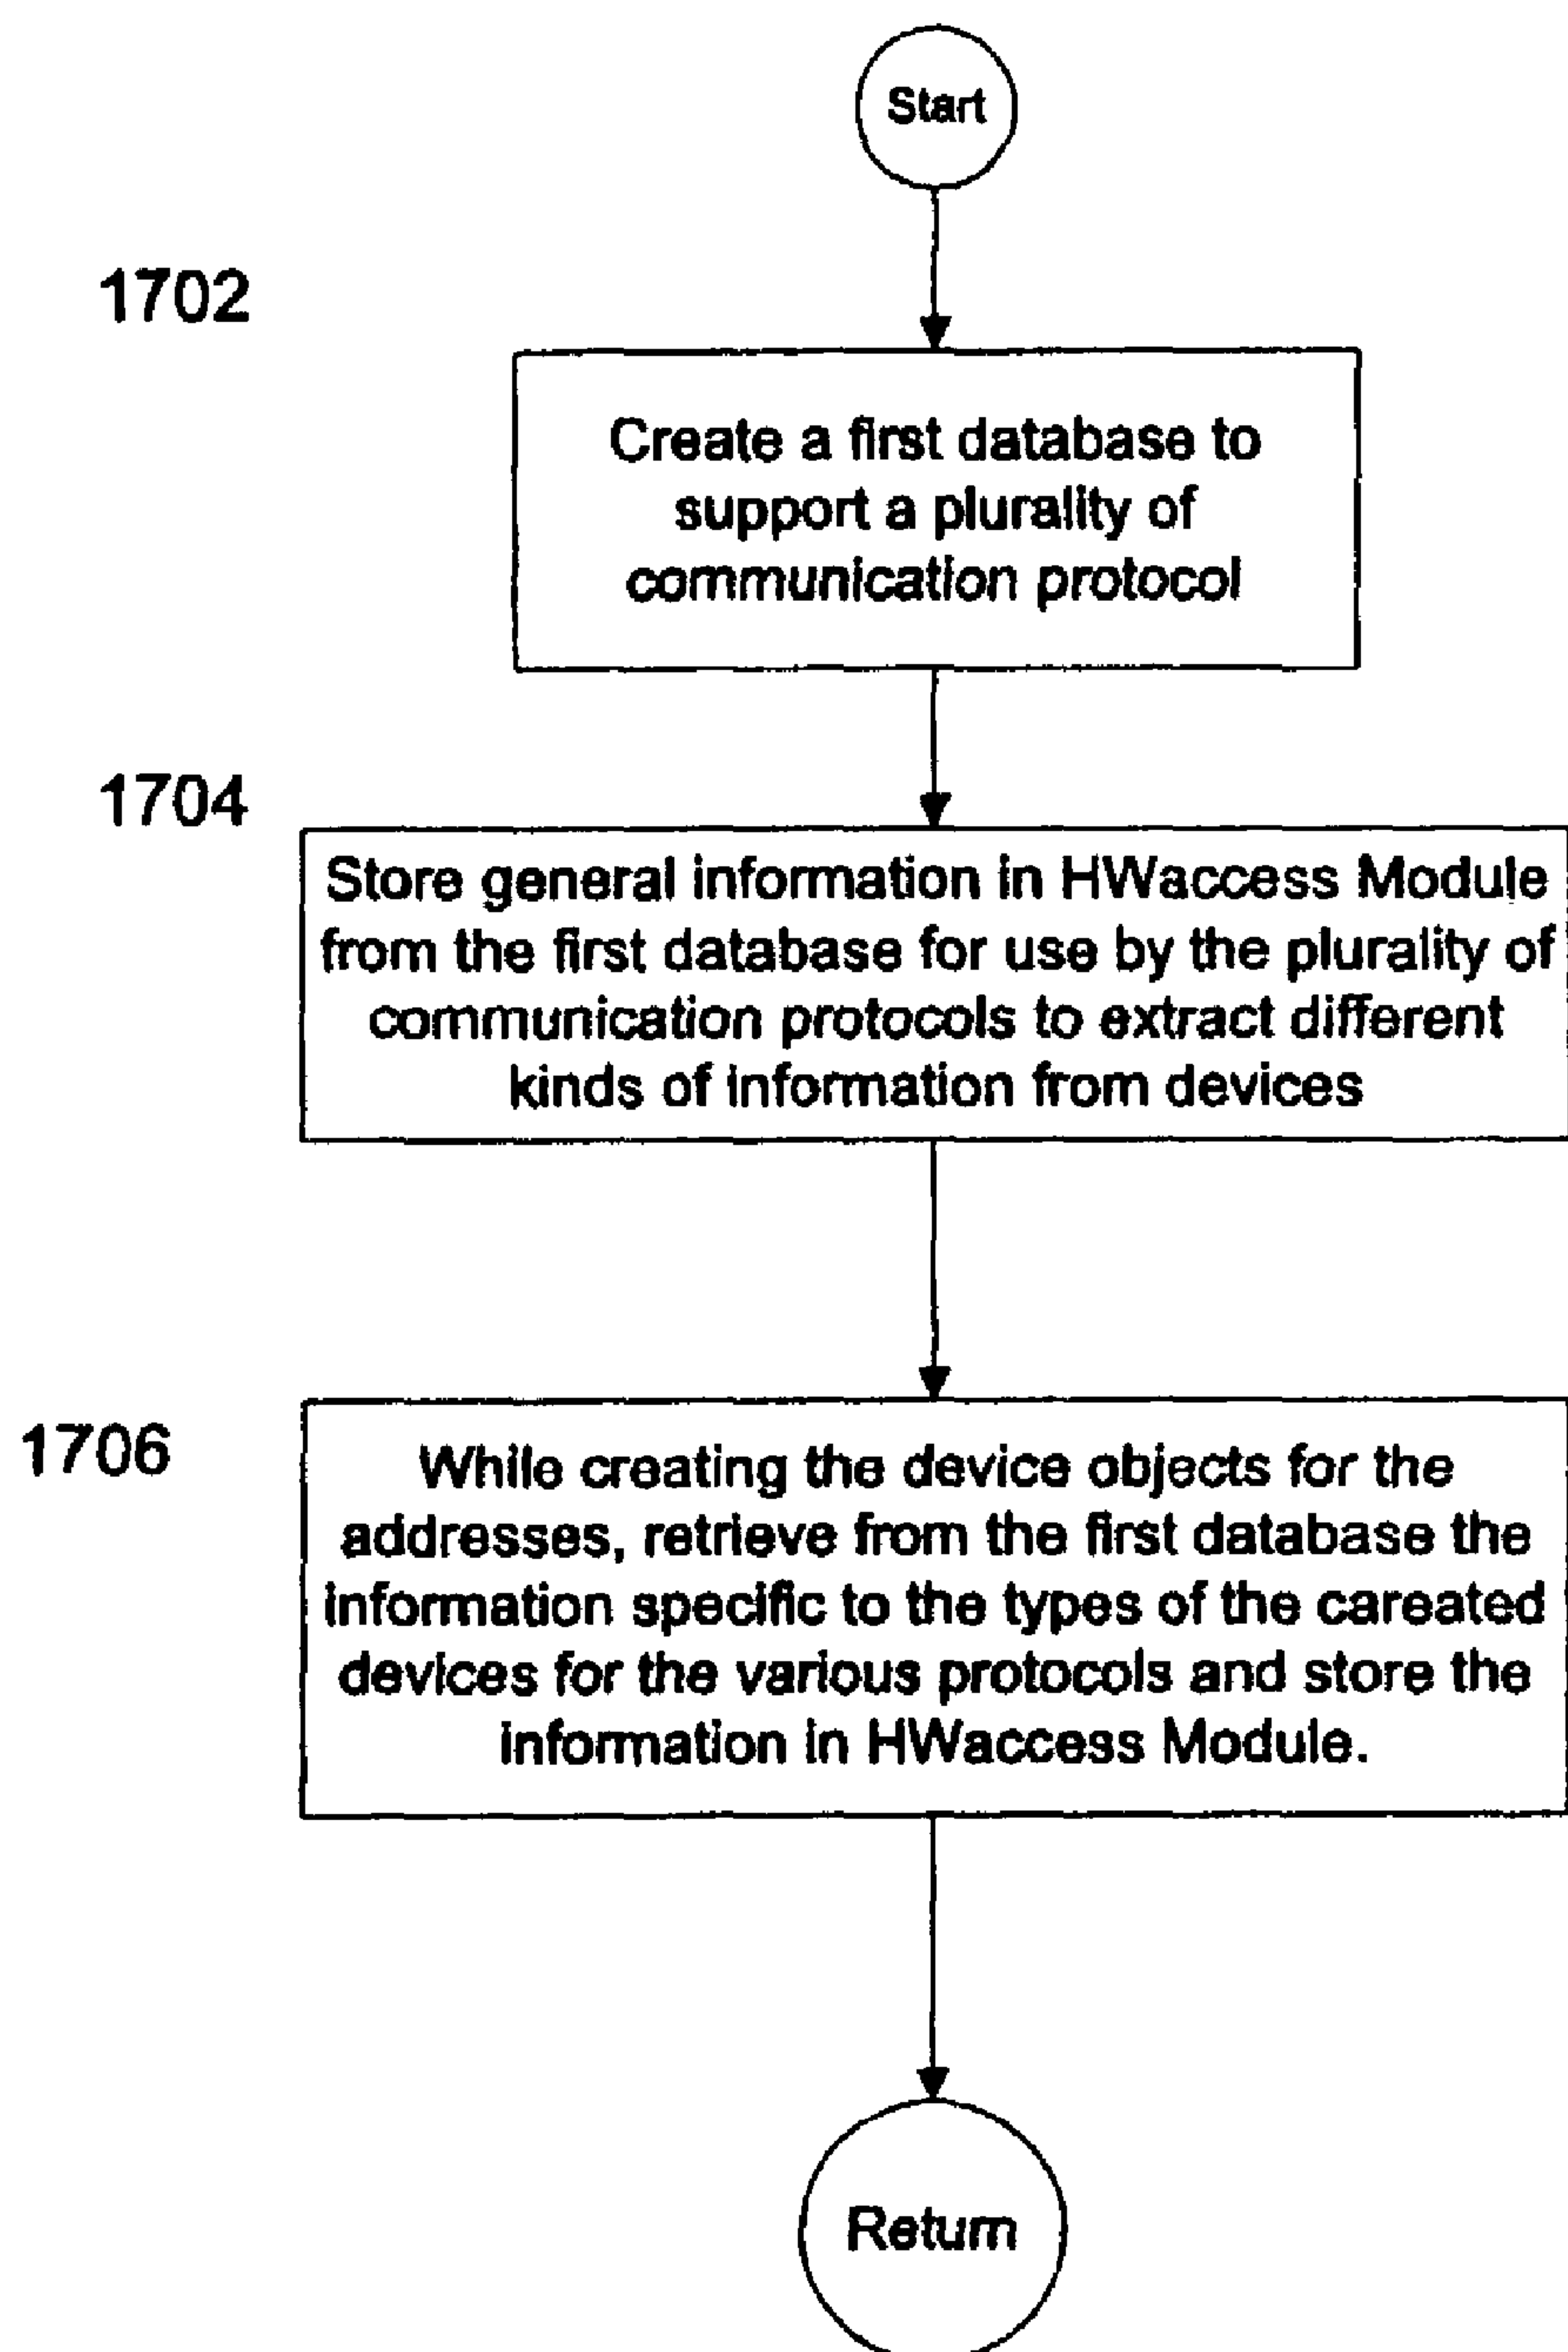 Start
1702
Create a first database to
support a plurality of
communication protocol
1704
Store general information in HWaccess Module
from the first database for use by the plurality of
communication protocols to extract different
kinds of information from devices
1706
While creating the device objects for the
addresses, retrieve from the first database the
information specific to the types of the careated
devices for the various protocols and store the
information in HWaccess Module.
Return